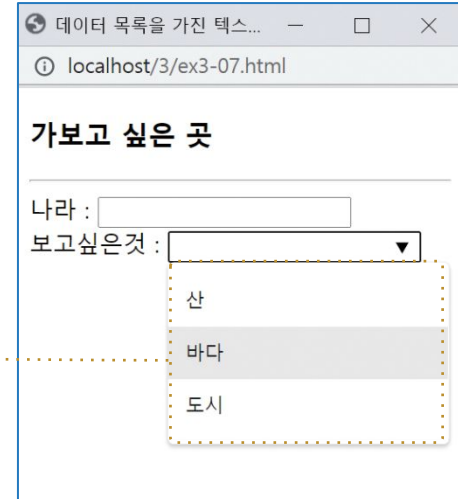 데이터 목록을 가진 텍스...
localhost/3/ex3-07.html
가보고 싶은 곳
나라 :
보고싶은것 :
산
바다
도시